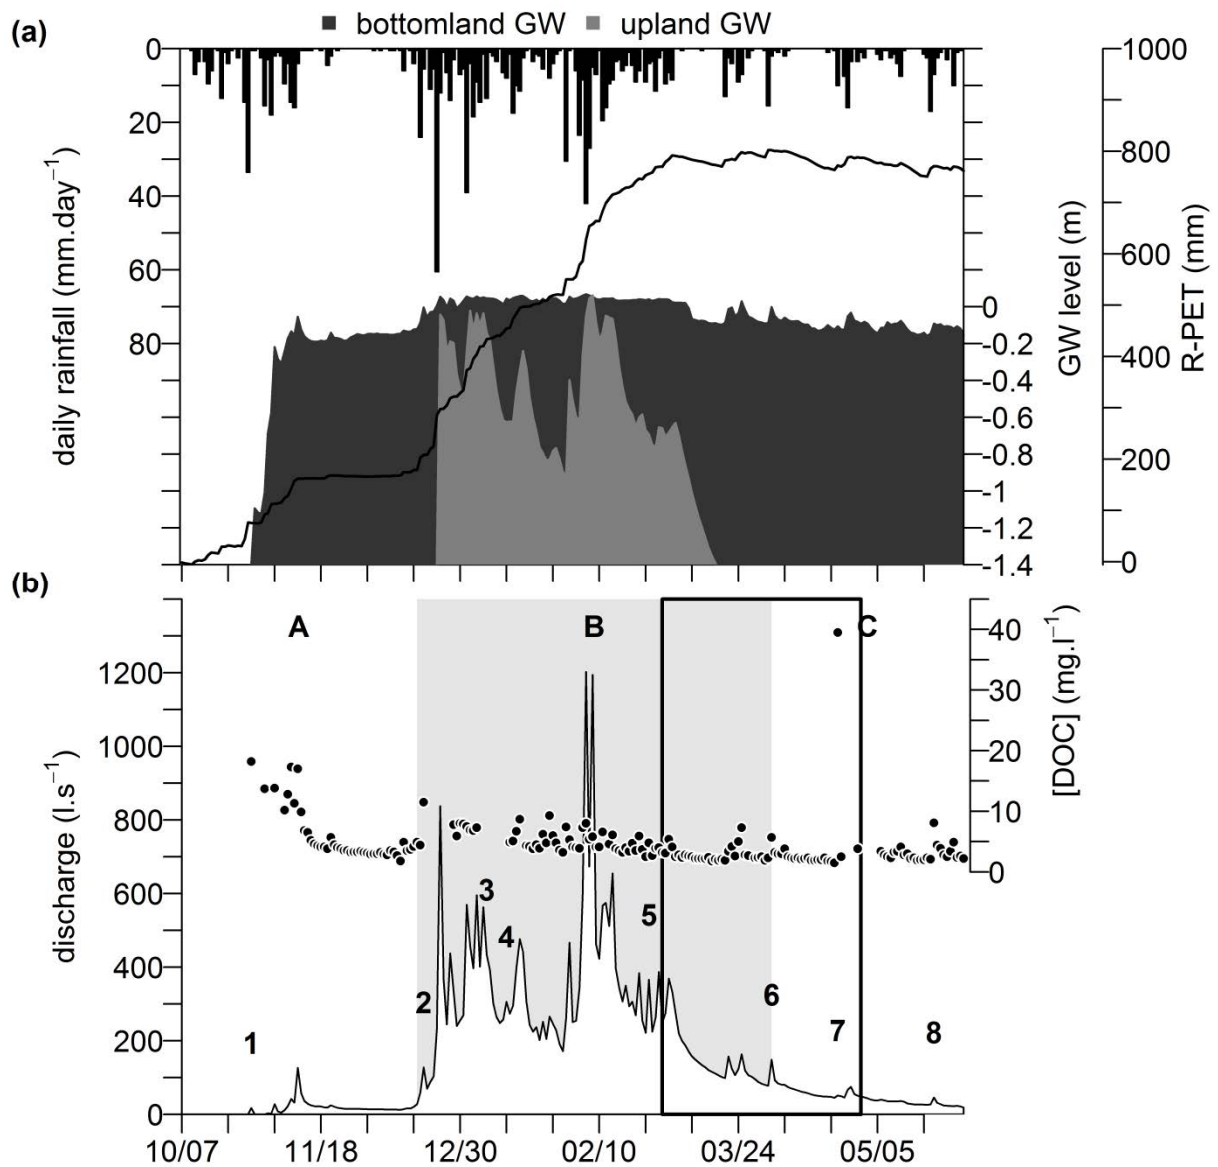 (a)
bottomland GW upland GW
daily rainfall (mm.day⁻¹)
0
20
40
60
80
0
-0.2
-0.4
-0.6
-0.8
-1
-1.2
-1.4
GW level (m)
1000
800
600
400
200
0
R-PET (mm)
(b)
A B C
discharge (l.s⁻¹)
1200
1000
800
600
400
200
0
40
30
20
10
0
[DOC] (mg.l⁻¹)
1 2 3 4 5 6 7 8
10/07 11/18 12/30 02/10 03/24 05/05